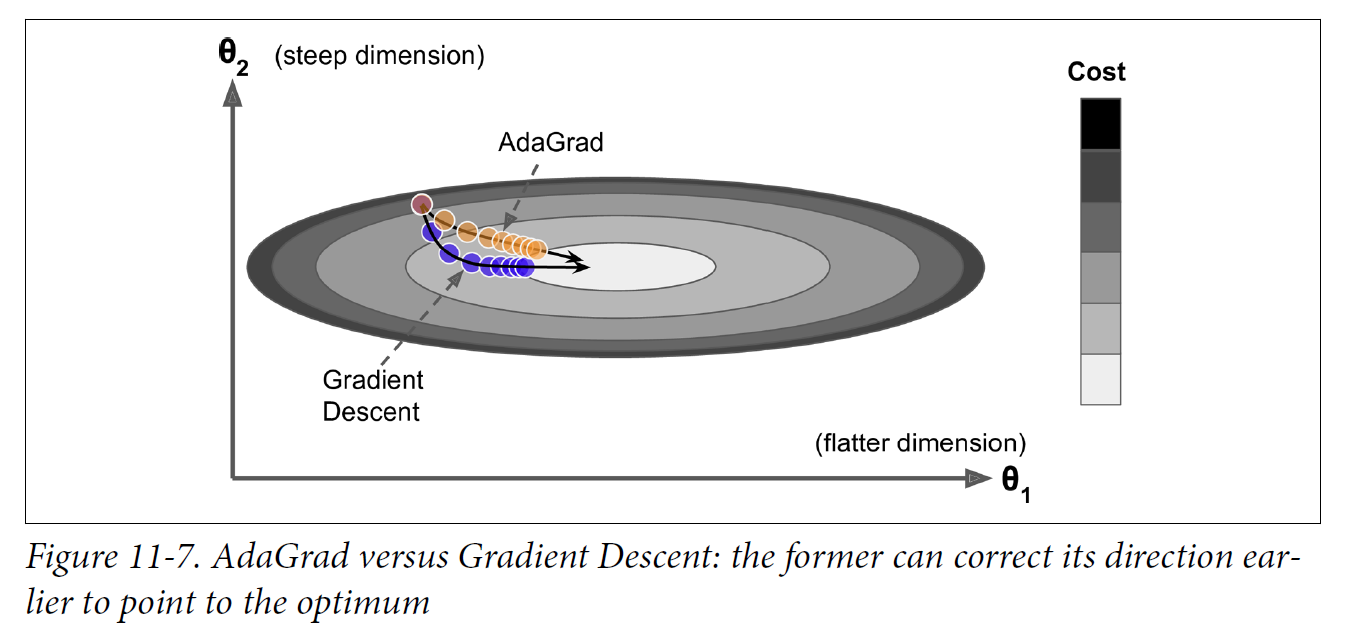 θ2 (steep dimension)
Cost
AdaGrad
Gradient
Descent
(flatter dimension)
θ1
Figure 11-7. AdaGrad versus Gradient Descent: the former can correct its direction ear-
lier to point to the optimum